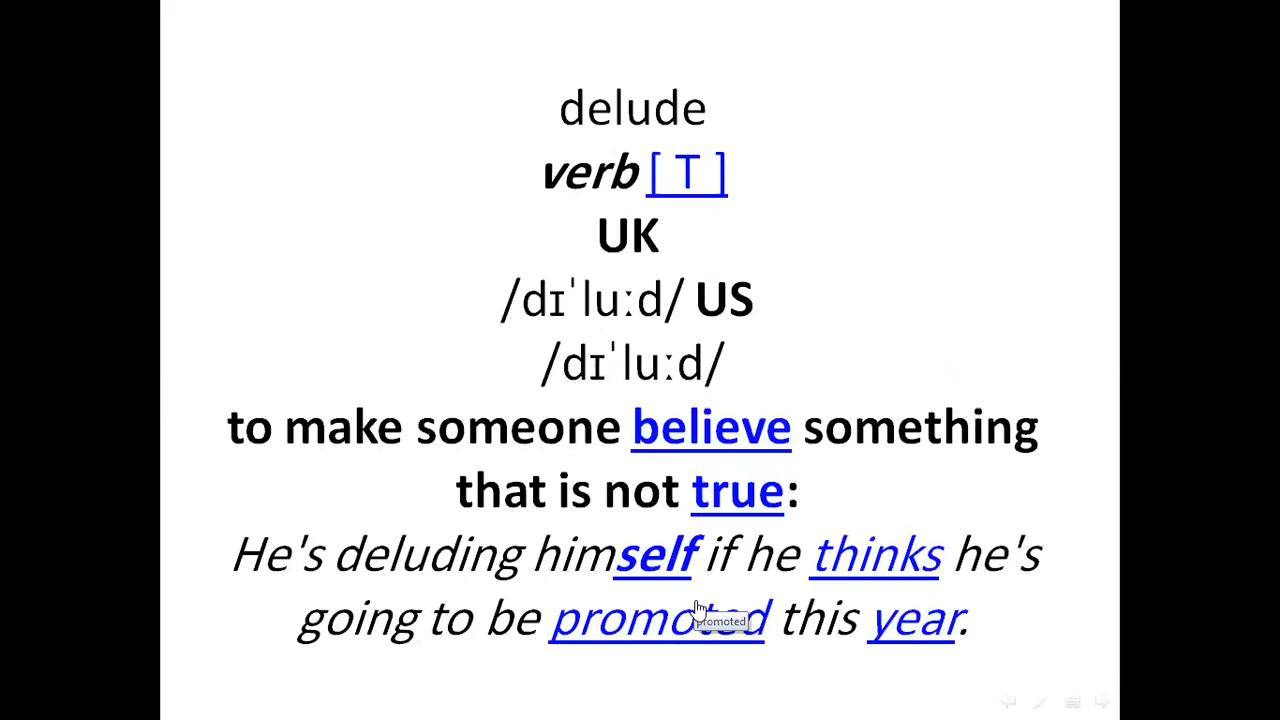 delude
verb [ T ]
UK
/dɪˈluːd/ US
/dɪˈluːd/
to make someone believe something
that is not true:
He's deluding himself if he thinks he's
going to be promoted this year.
promoted